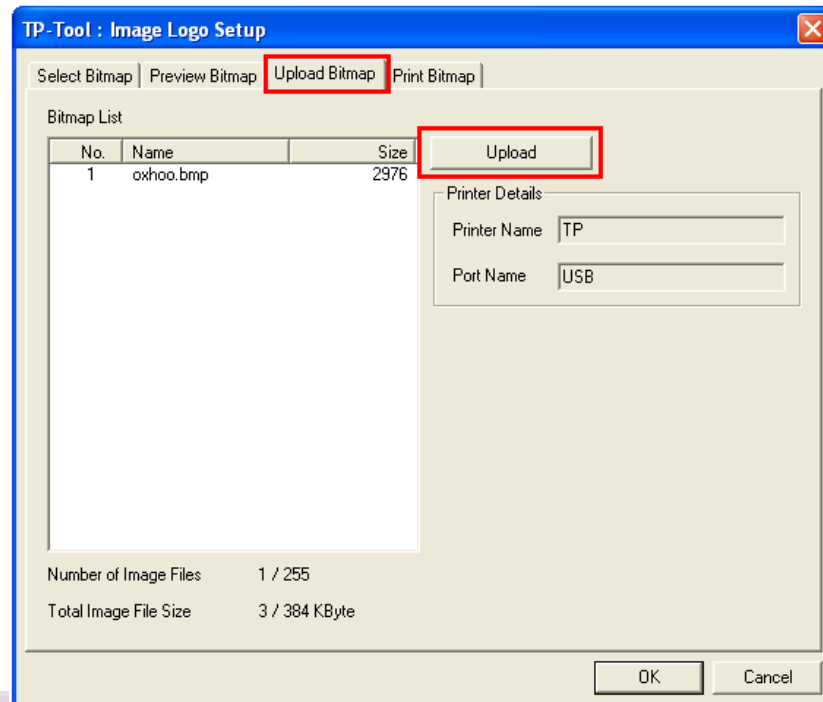 TP-Tool : Image Logo Setup
Select Bitmap Preview Bitmap Upload Bitmap Print Bitmap
Bitmap List
No. Name Size Upload
1 oxhoo.bmp 2976
Printer Details
Printer Name TP
Port Name USB
Number of Image Files 1 / 255
Total Image File Size 3 / 384 KByte
OK Cancel